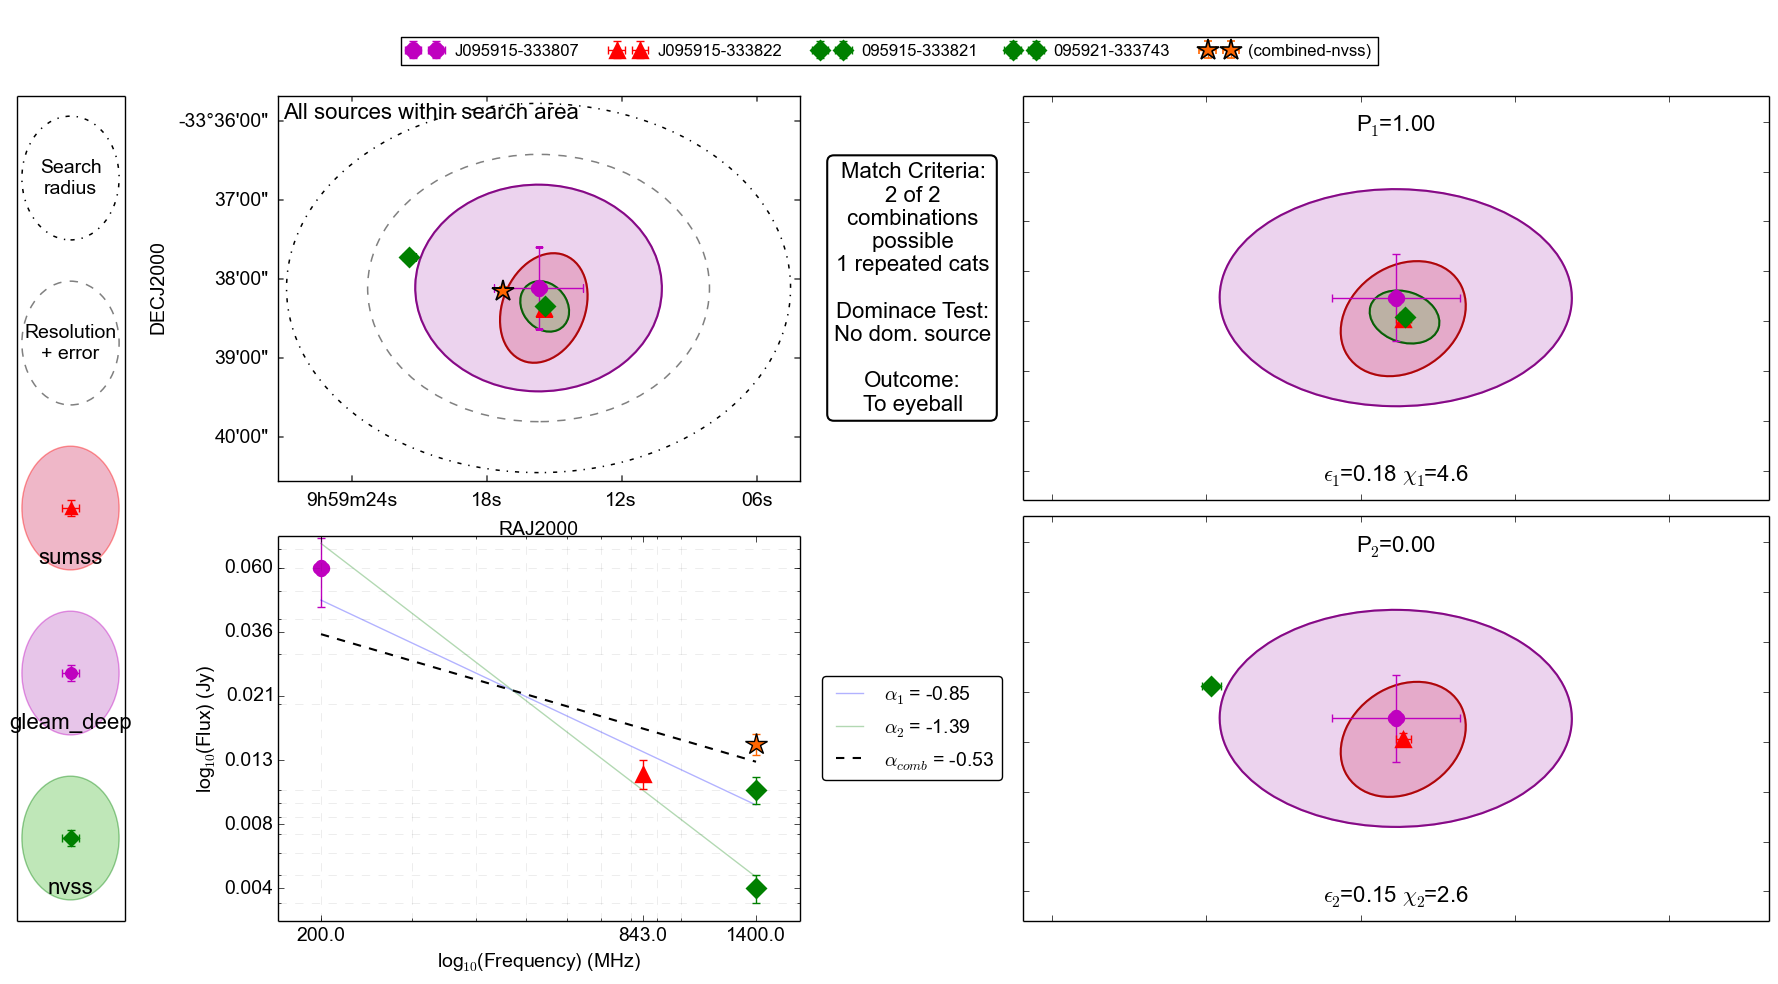 J095915-333807 J095915-333822 095915-333821 095921-333743 (combined-nvss)
Search
radius
Resolution
+ error
sumss
gleam_deep
nvss
All sources within search area
DECJ2000
-33°36'00"
37'00"
38'00"
39'00"
40'00"
9h59m24s 18s 12s 06s
RAJ2000
Match Criteria:
2 of 2
combinations
possible
1 repeated cats
Dominace Test:
No dom. source
Outcome:
To eyeball
P1=1.00
ϵ1=0.18 χ1=4.6
P2=0.00
ϵ2=0.15 χ2=2.6
log10(Flux) (Jy)
0.060
0.036
0.021
0.013
0.008
0.004
200.0 843.0 1400.0
log10(Frequency) (MHz)
α1 = -0.85
α2 = -1.39
αcomb = -0.53